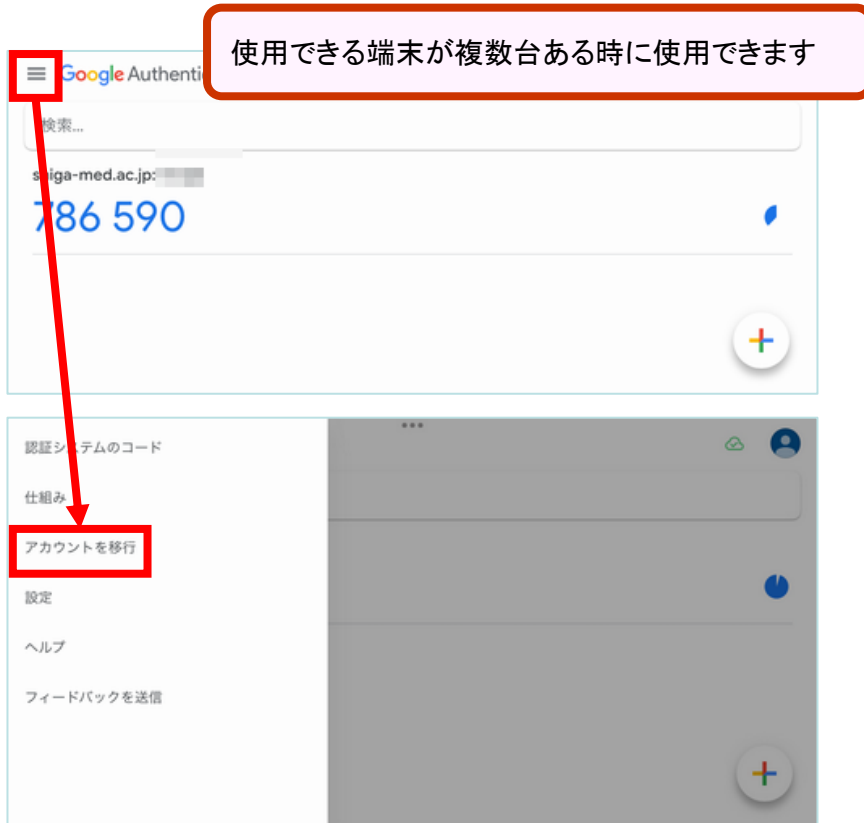 使用できる端末が複数台ある時に使用できます
Google Authenti
検索...
shiga-med.ac.jp:
786 590
認証システムのコード
仕組み
アカウントを移行
設定
ヘルプ
フィードバックを送信